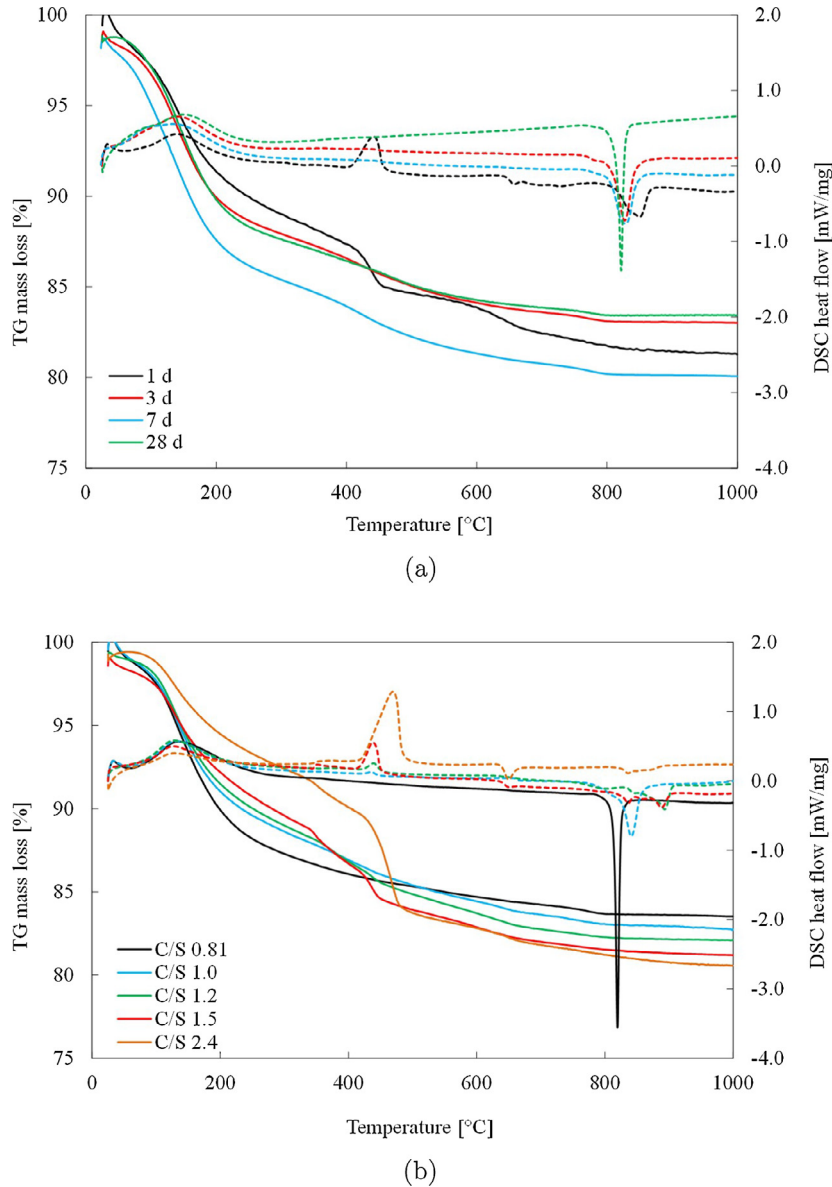 100
95
90
85
80
75
TG mass loss [%]
2.0
1.0
0.0
-1.0
-2.0
-3.0
-4.0
DSC heat flow [mW/mg]
1 d
3 d
7 d
28 d
0 200 400 600 800 1000
Temperature [°C]
(a)
100
95
90
85
80
75
TG mass loss [%]
2.0
1.0
0.0
-1.0
-2.0
-3.0
-4.0
DSC heat flow [mW/mg]
C/S 0.81
C/S 1.0
C/S 1.2
C/S 1.5
C/S 2.4
0 200 400 600 800 1000
Temperature [°C]
(b)